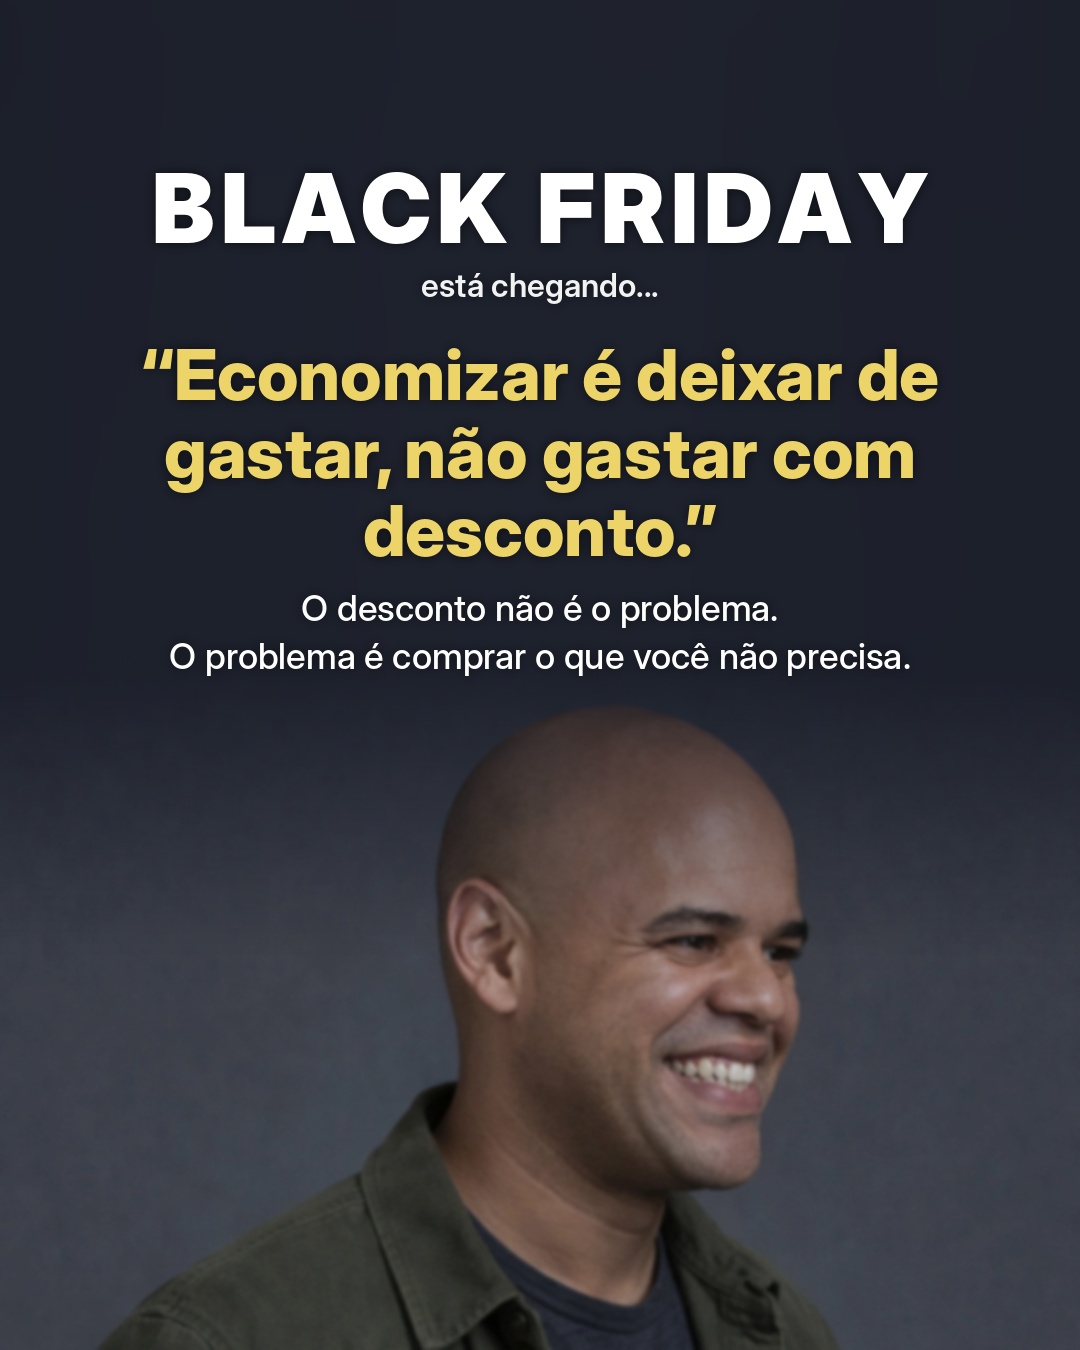 BLACK FRIDAY
está chegando...
“Economizar é deixar de
gastar, não gastar com
desconto.”
O desconto não é o problema.
O problema é comprar o que você não precisa.